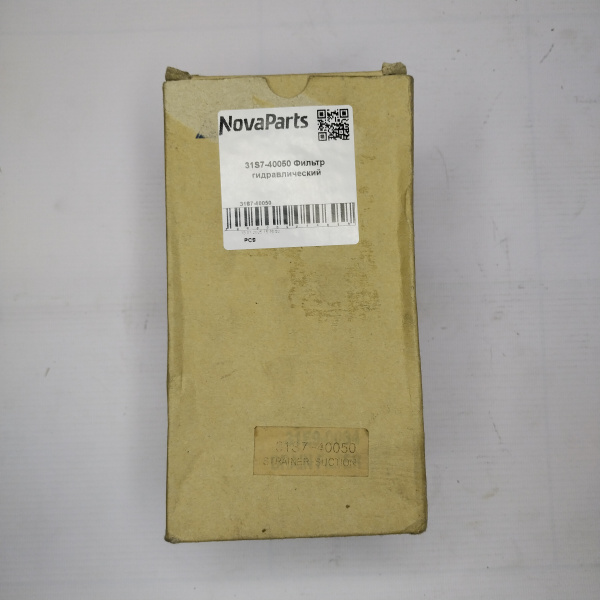 NovaParts
31S7-40050 Фильтр
гидравлический
31S7-40050
PCS
31S7-40050
STRAINER SUCTION